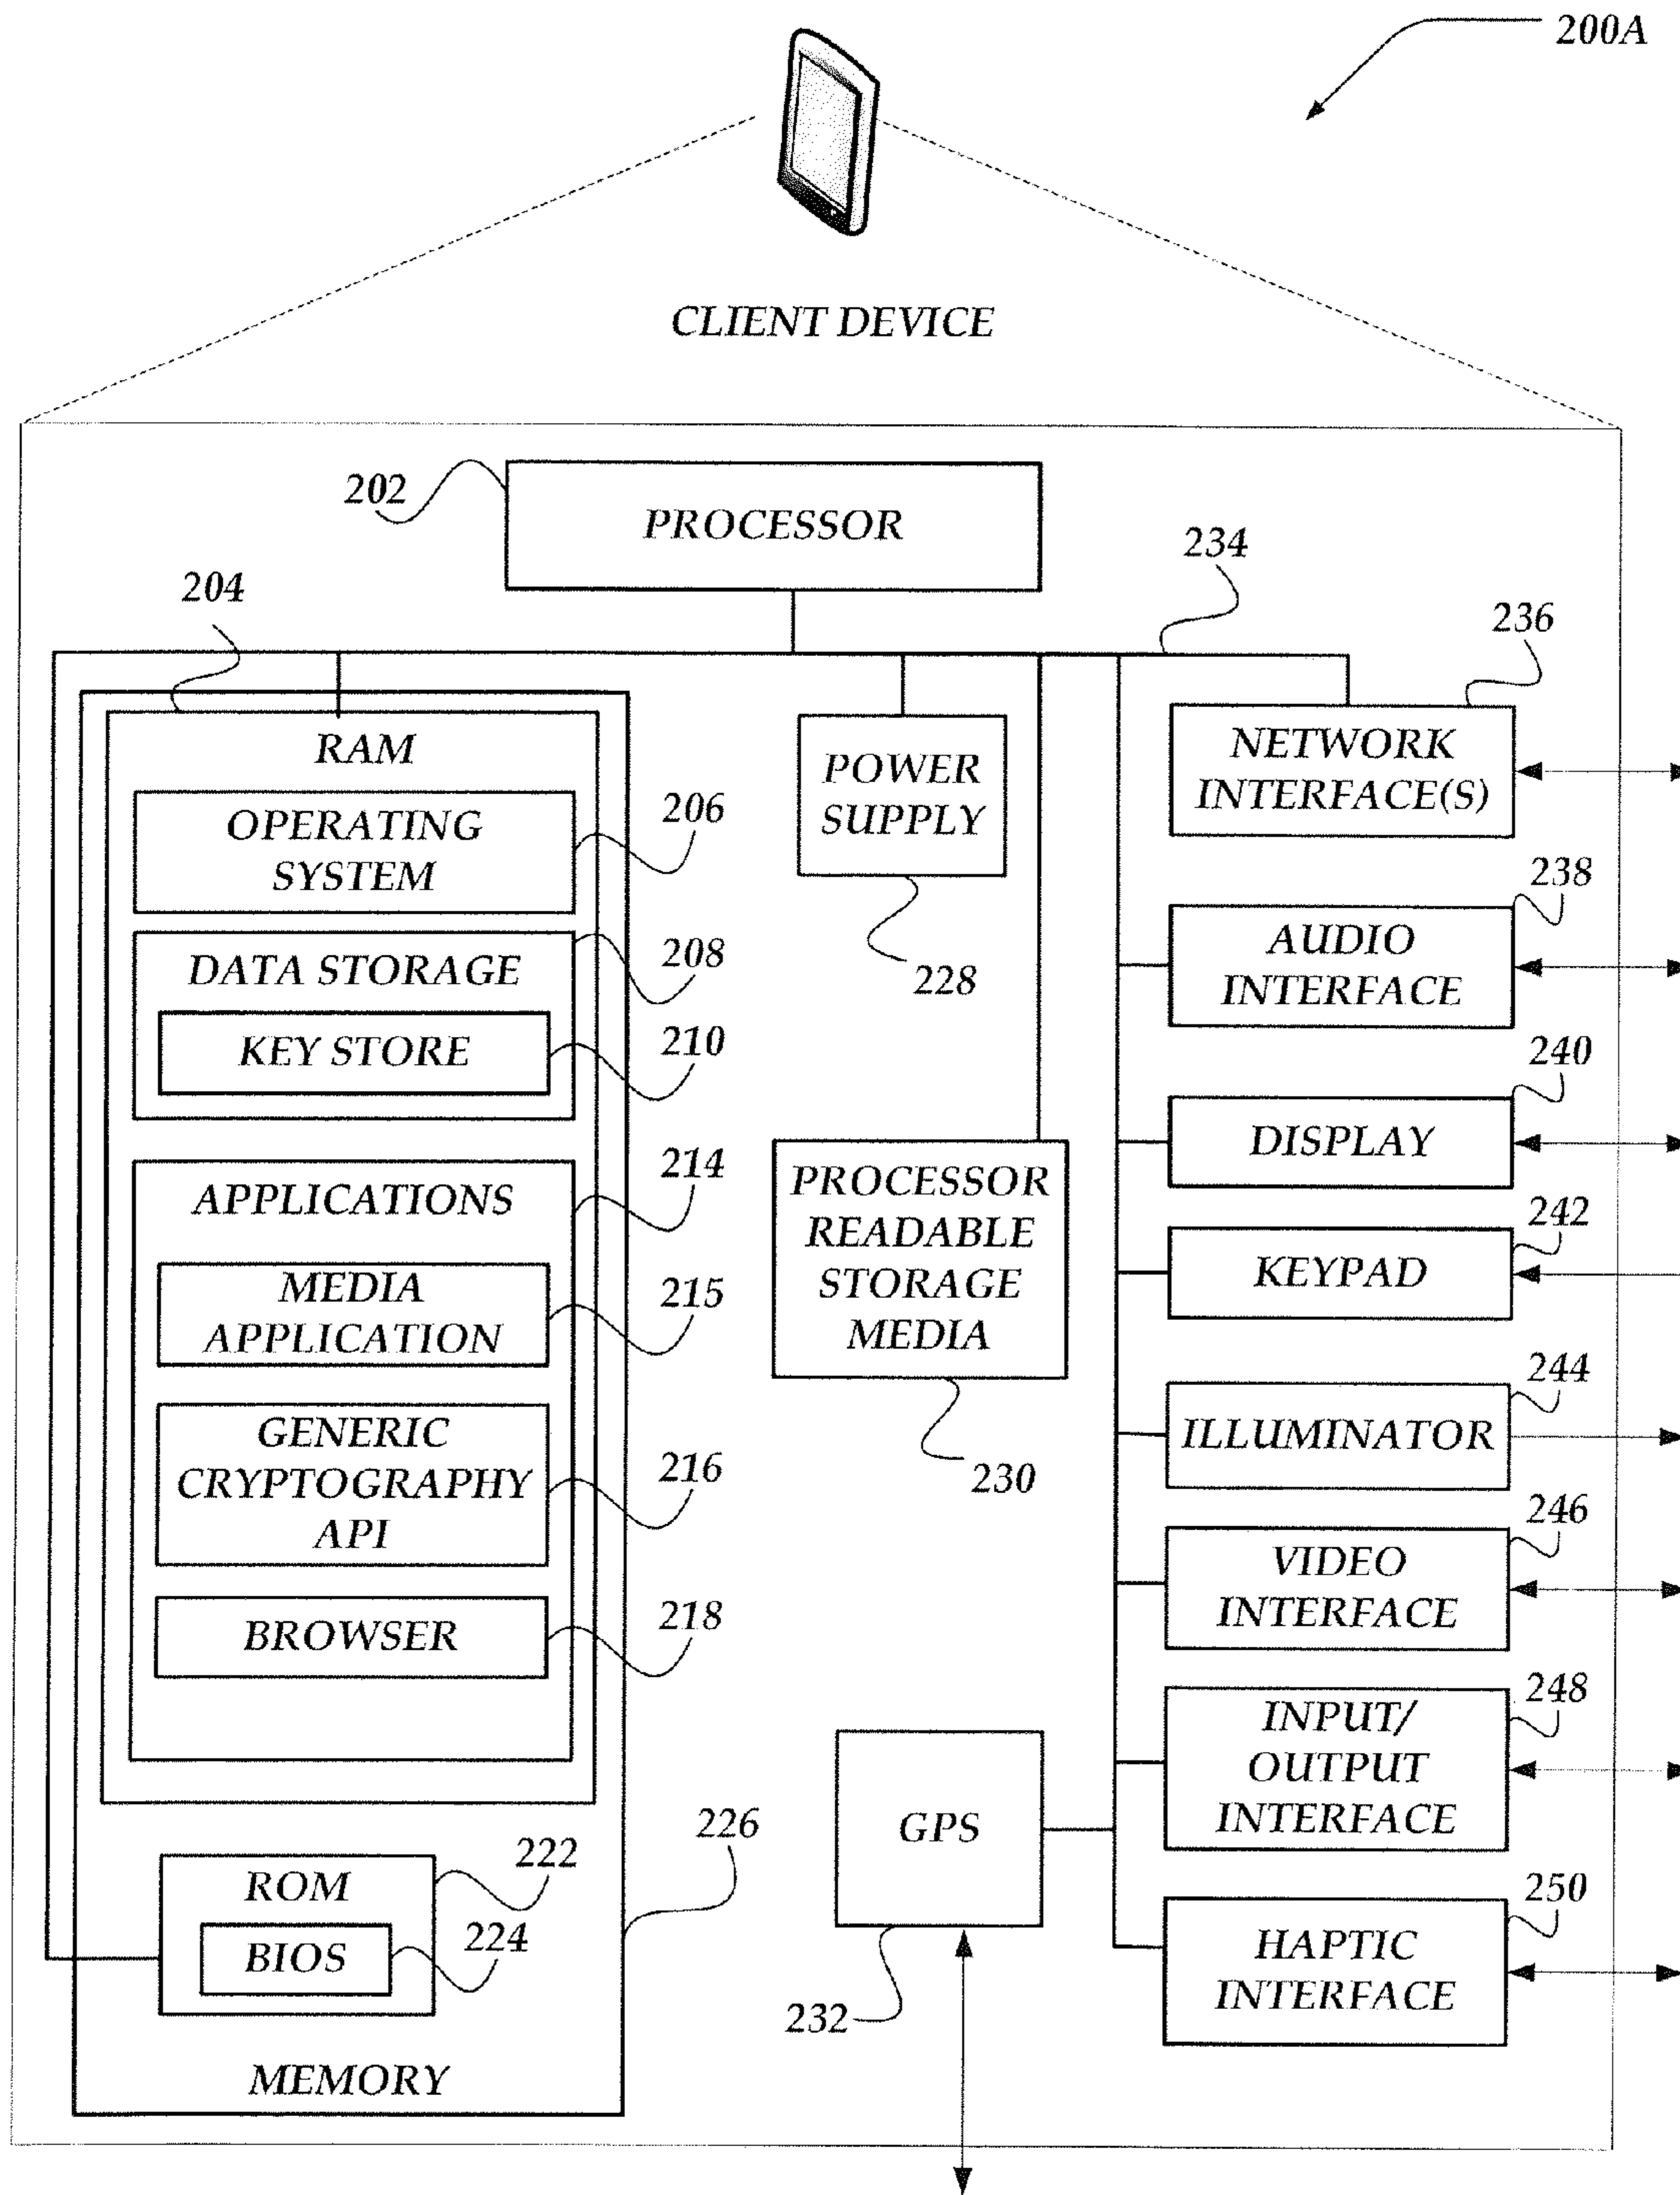 200A
CLIENT DEVICE
202
PROCESSOR
234
204
236
RAM
OPERATING
SYSTEM
206
DATA STORAGE
208
KEY STORE
210
APPLICATIONS
214
MEDIA
APPLICATION
215
GENERIC
CRYPTOGRAPHY
API
216
BROWSER
218
ROM
222
BIOS
224
226
MEMORY
POWER
SUPPLY
228
PROCESSOR
READABLE
STORAGE
MEDIA
230
GPS
232
NETWORK
INTERFACE(S)
238
AUDIO
INTERFACE
240
DISPLAY
242
KEYPAD
244
ILLUMINATOR
246
VIDEO
INTERFACE
248
INPUT/
OUTPUT
INTERFACE
250
HAPTIC
INTERFACE